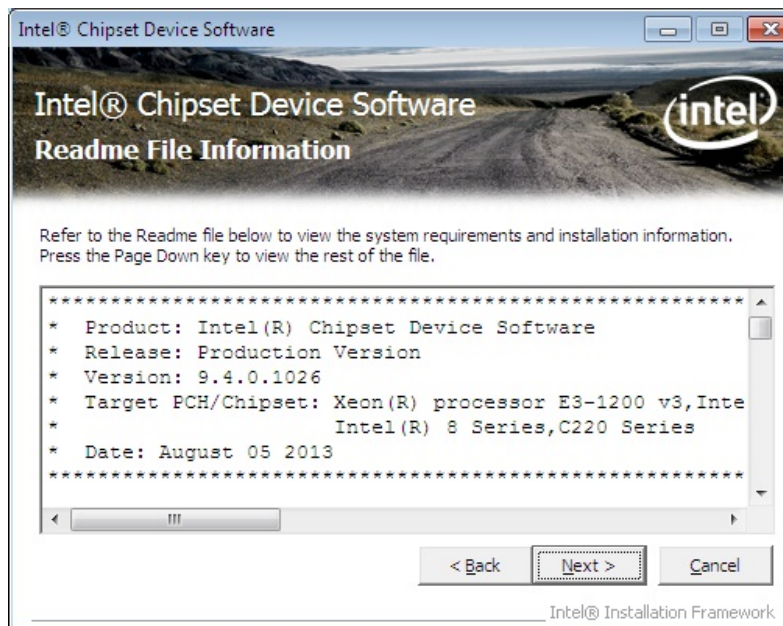 Intel® Chipset Device Software
Intel® Chipset Device Software
intel
Readme File Information
Refer to the Readme file below to view the system requirements and installation information.
Press the Page Down key to view the rest of the file.
************************************************************
* Product: Intel(R) Chipset Device Software
* Release: Production Version
* Version: 9.4.0.1026
* Target PCH/Chipset: Xeon(R) processor E3-1200 v3,Inte
* Intel(R) 8 Series,C220 Series
* Date: August 05 2013
************************************************************
< Back
Next >
Cancel
Intel® Installation Framework